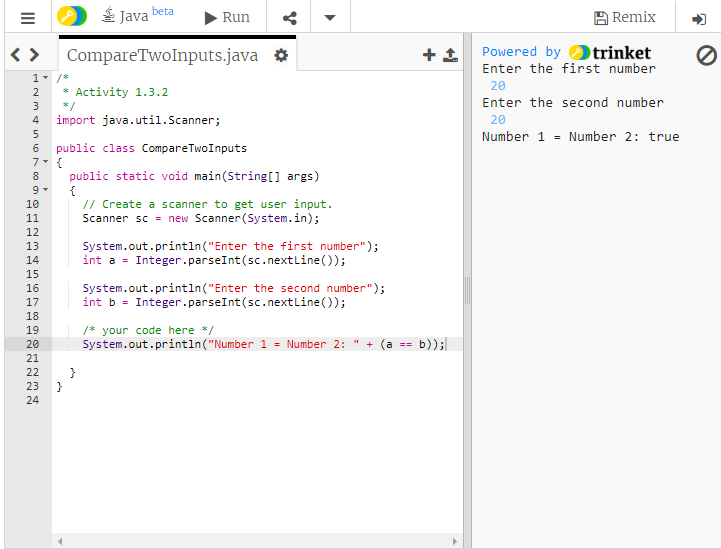 Java beta Run Remix
CompareTwoInputs.java
1 /*
2 * Activity 1.3.2
3 */
4 import java.util.Scanner;
5
6 public class CompareTwoInputs
7 {
8 public static void main(String[] args)
9 {
10 // Create a scanner to get user input.
11 Scanner sc = new Scanner(System.in);
12
13 System.out.println("Enter the first number");
14 int a = Integer.parseInt(sc.nextLine());
15
16 System.out.println("Enter the second number");
17 int b = Integer.parseInt(sc.nextLine());
18
19 /* your code here */
20 System.out.println("Number 1 = Number 2: " + (a == b));
21
22 }
23 }
24
Powered by trinket
Enter the first number
20
Enter the second number
20
Number 1 = Number 2: true